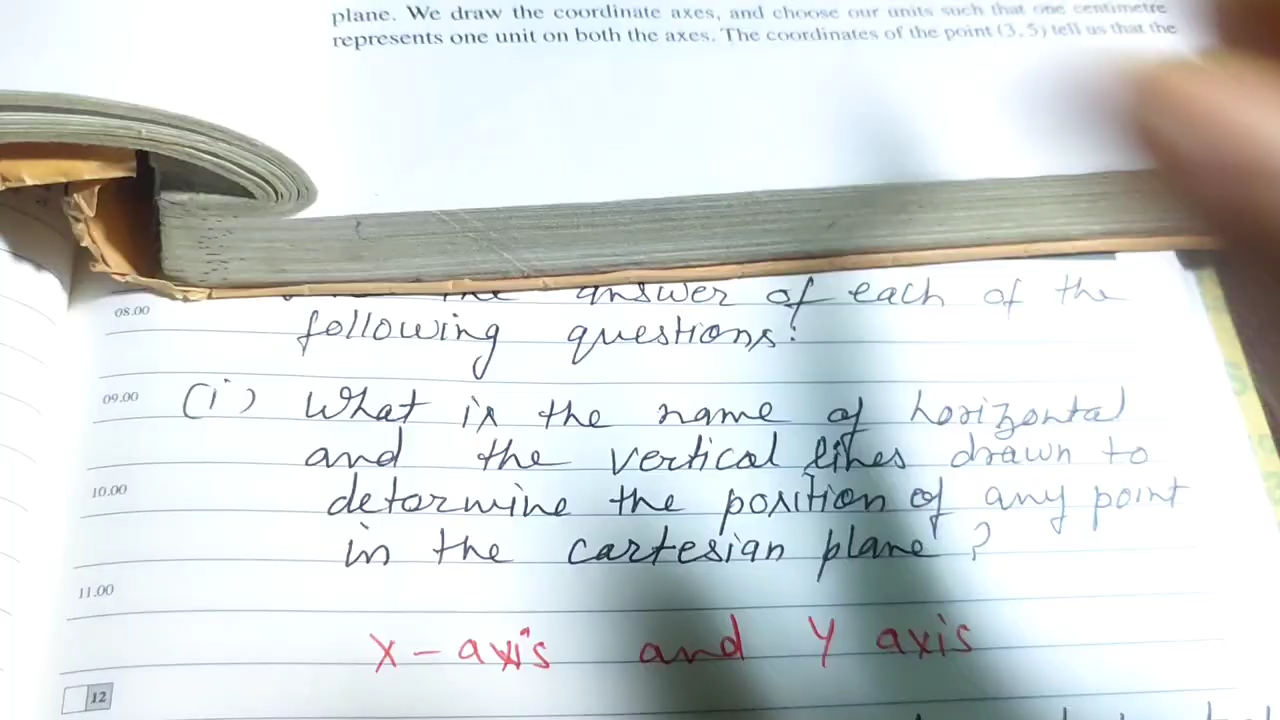 plane. We draw the coordinate axes, and choose our units such that one centimetre
represents one unit on both the axes. The coordinates of the point (3, 5) tell us that the
the answer of each of the
08.00
following questions:
09.00
(i) What is the name of horizontal
and the vertical lines drawn to
10.00
determine the position of any point
in the cartesian plane ?
11.00
x-axis and y axis
12